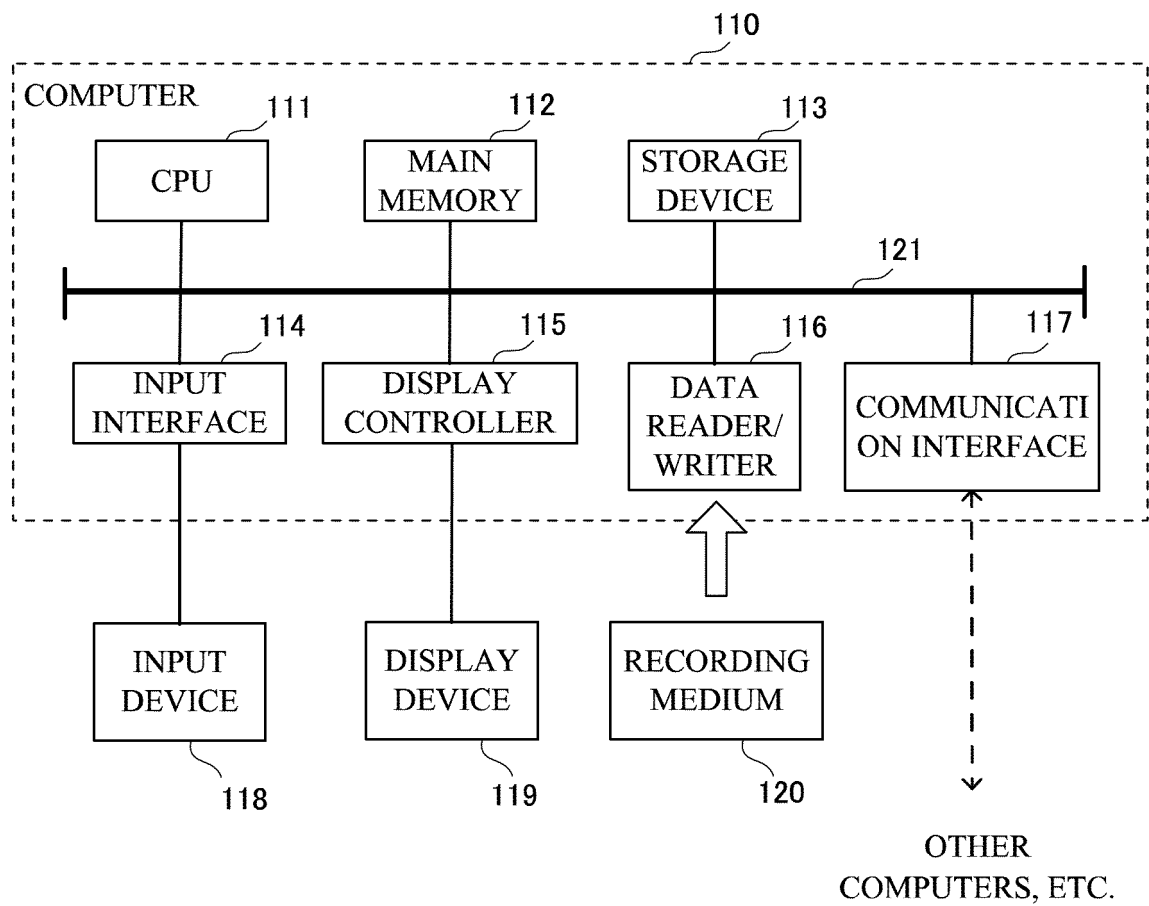 110
COMPUTER
111
112
113
CPU
MAIN
MEMORY
STORAGE
DEVICE
121
114
115
116
117
INPUT
INTERFACE
DISPLAY
CONTROLLER
DATA
READER/
WRITER
COMMUNICATI
ON INTERFACE
INPUT
DEVICE
DISPLAY
DEVICE
RECORDING
MEDIUM
118
119
120
OTHER
COMPUTERS, ETC.